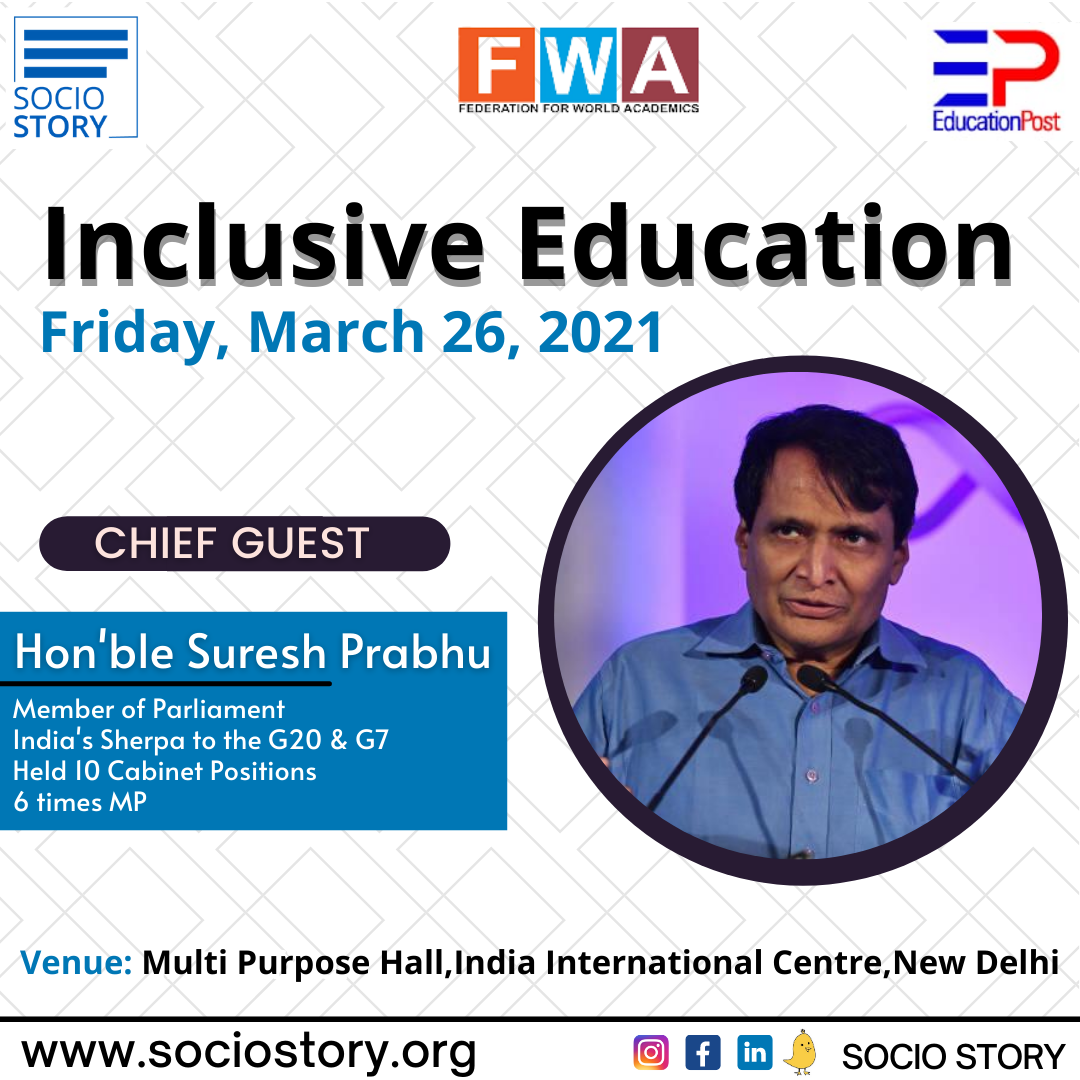 SOCIO
STORY
FWA
FEDERATION FOR WORLD ACADEMICS
EP
EducationPost
Inclusive Education
Friday, March 26, 2021
CHIEF GUEST
Hon'ble Suresh Prabhu
Member of Parliament
India's Sherpa to the G20 & G7
Held 10 Cabinet Positions
6 times MP
Venue: Multi Purpose Hall,India International Centre,New Delhi
www.sociostory.org
SOCIO STORY